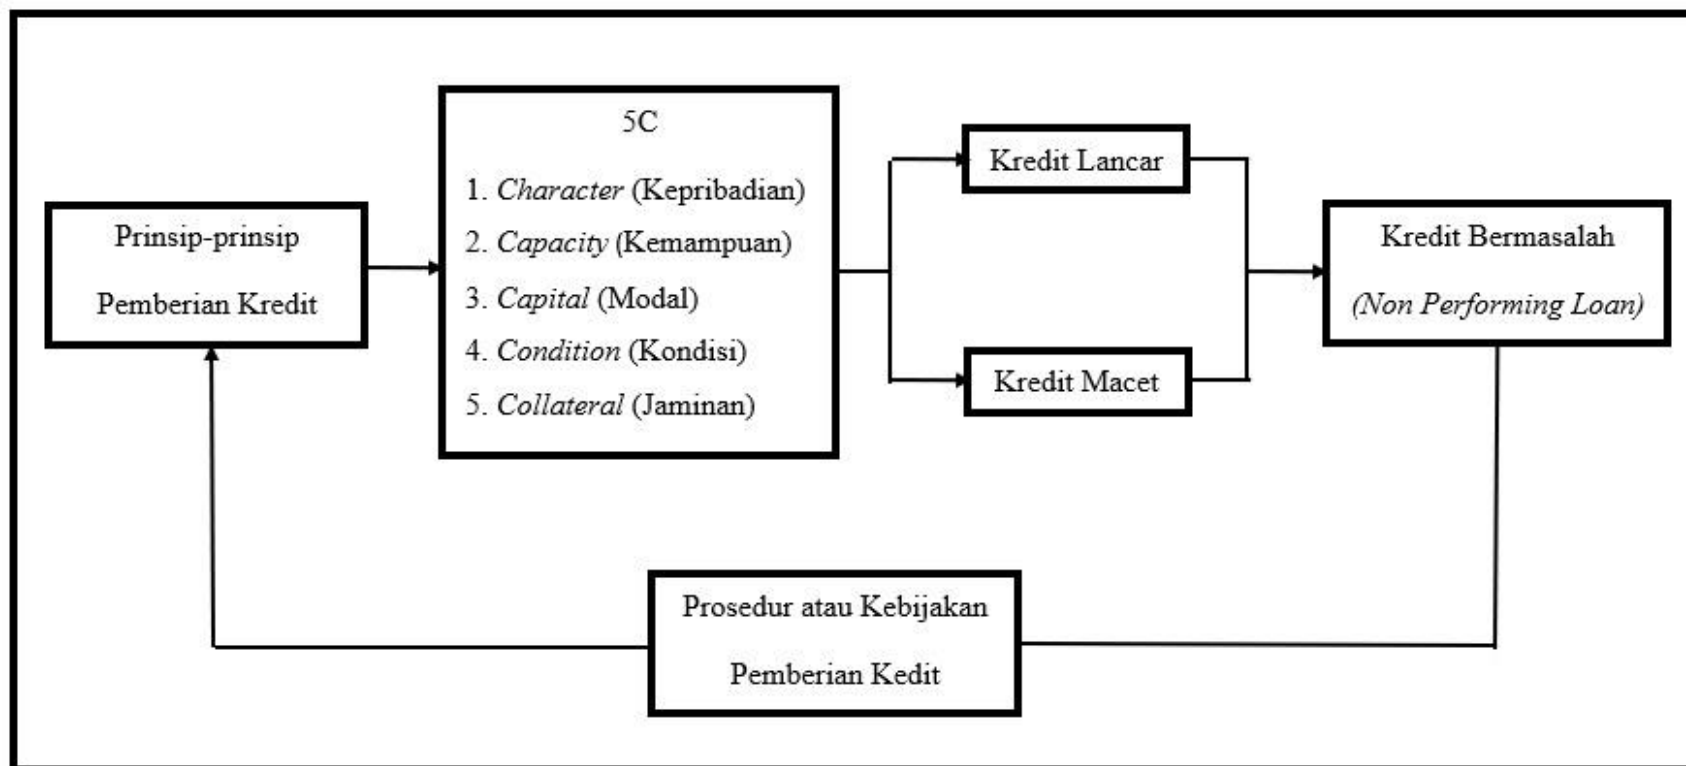 Prinsip-prinsip
Pemberian Kredit
5C
1. Character (Kepribadian)
2. Capacity (Kemampuan)
3. Capital (Modal)
4. Condition (Kondisi)
5. Collateral (Jaminan)
Kredit Lancar
Kredit Macet
Kredit Bermasalah
(Non Performing Loan)
Prosedur atau Kebijakan
Pemberian Kedit